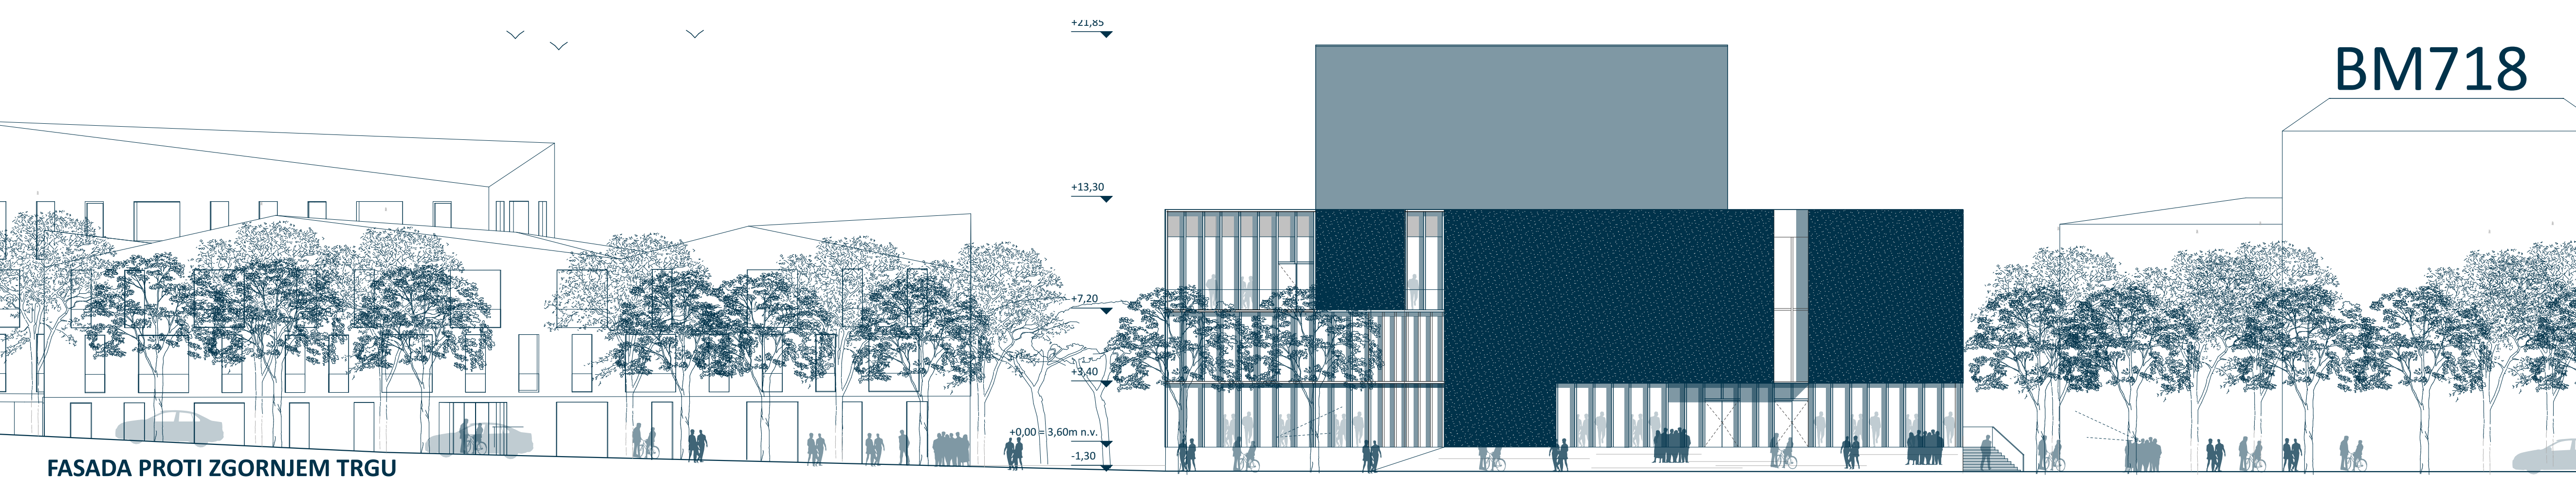 +21,85
BM718
+13,30
+7,20
+3,40
+0,00 = 3,60m n.v.
-1,30
FASADA PROTI ZGORNJEM TRGU